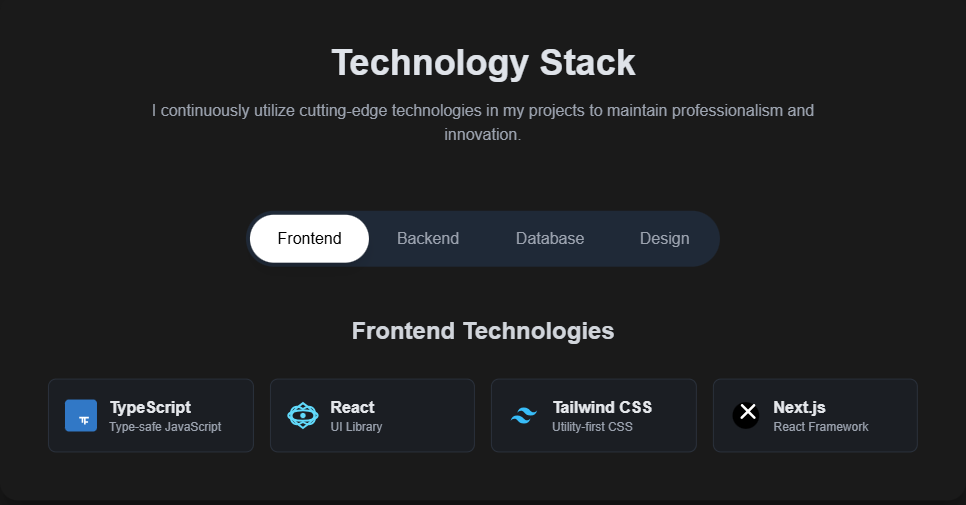 Technology Stack
I continuously utilize cutting-edge technologies in my projects to maintain professionalism and
innovation.
Frontend
Backend
Database
Design
Frontend Technologies
TypeScript
Type-safe JavaScript
React
UI Library
Tailwind CSS
Utility-first CSS
Next.js
React Framework